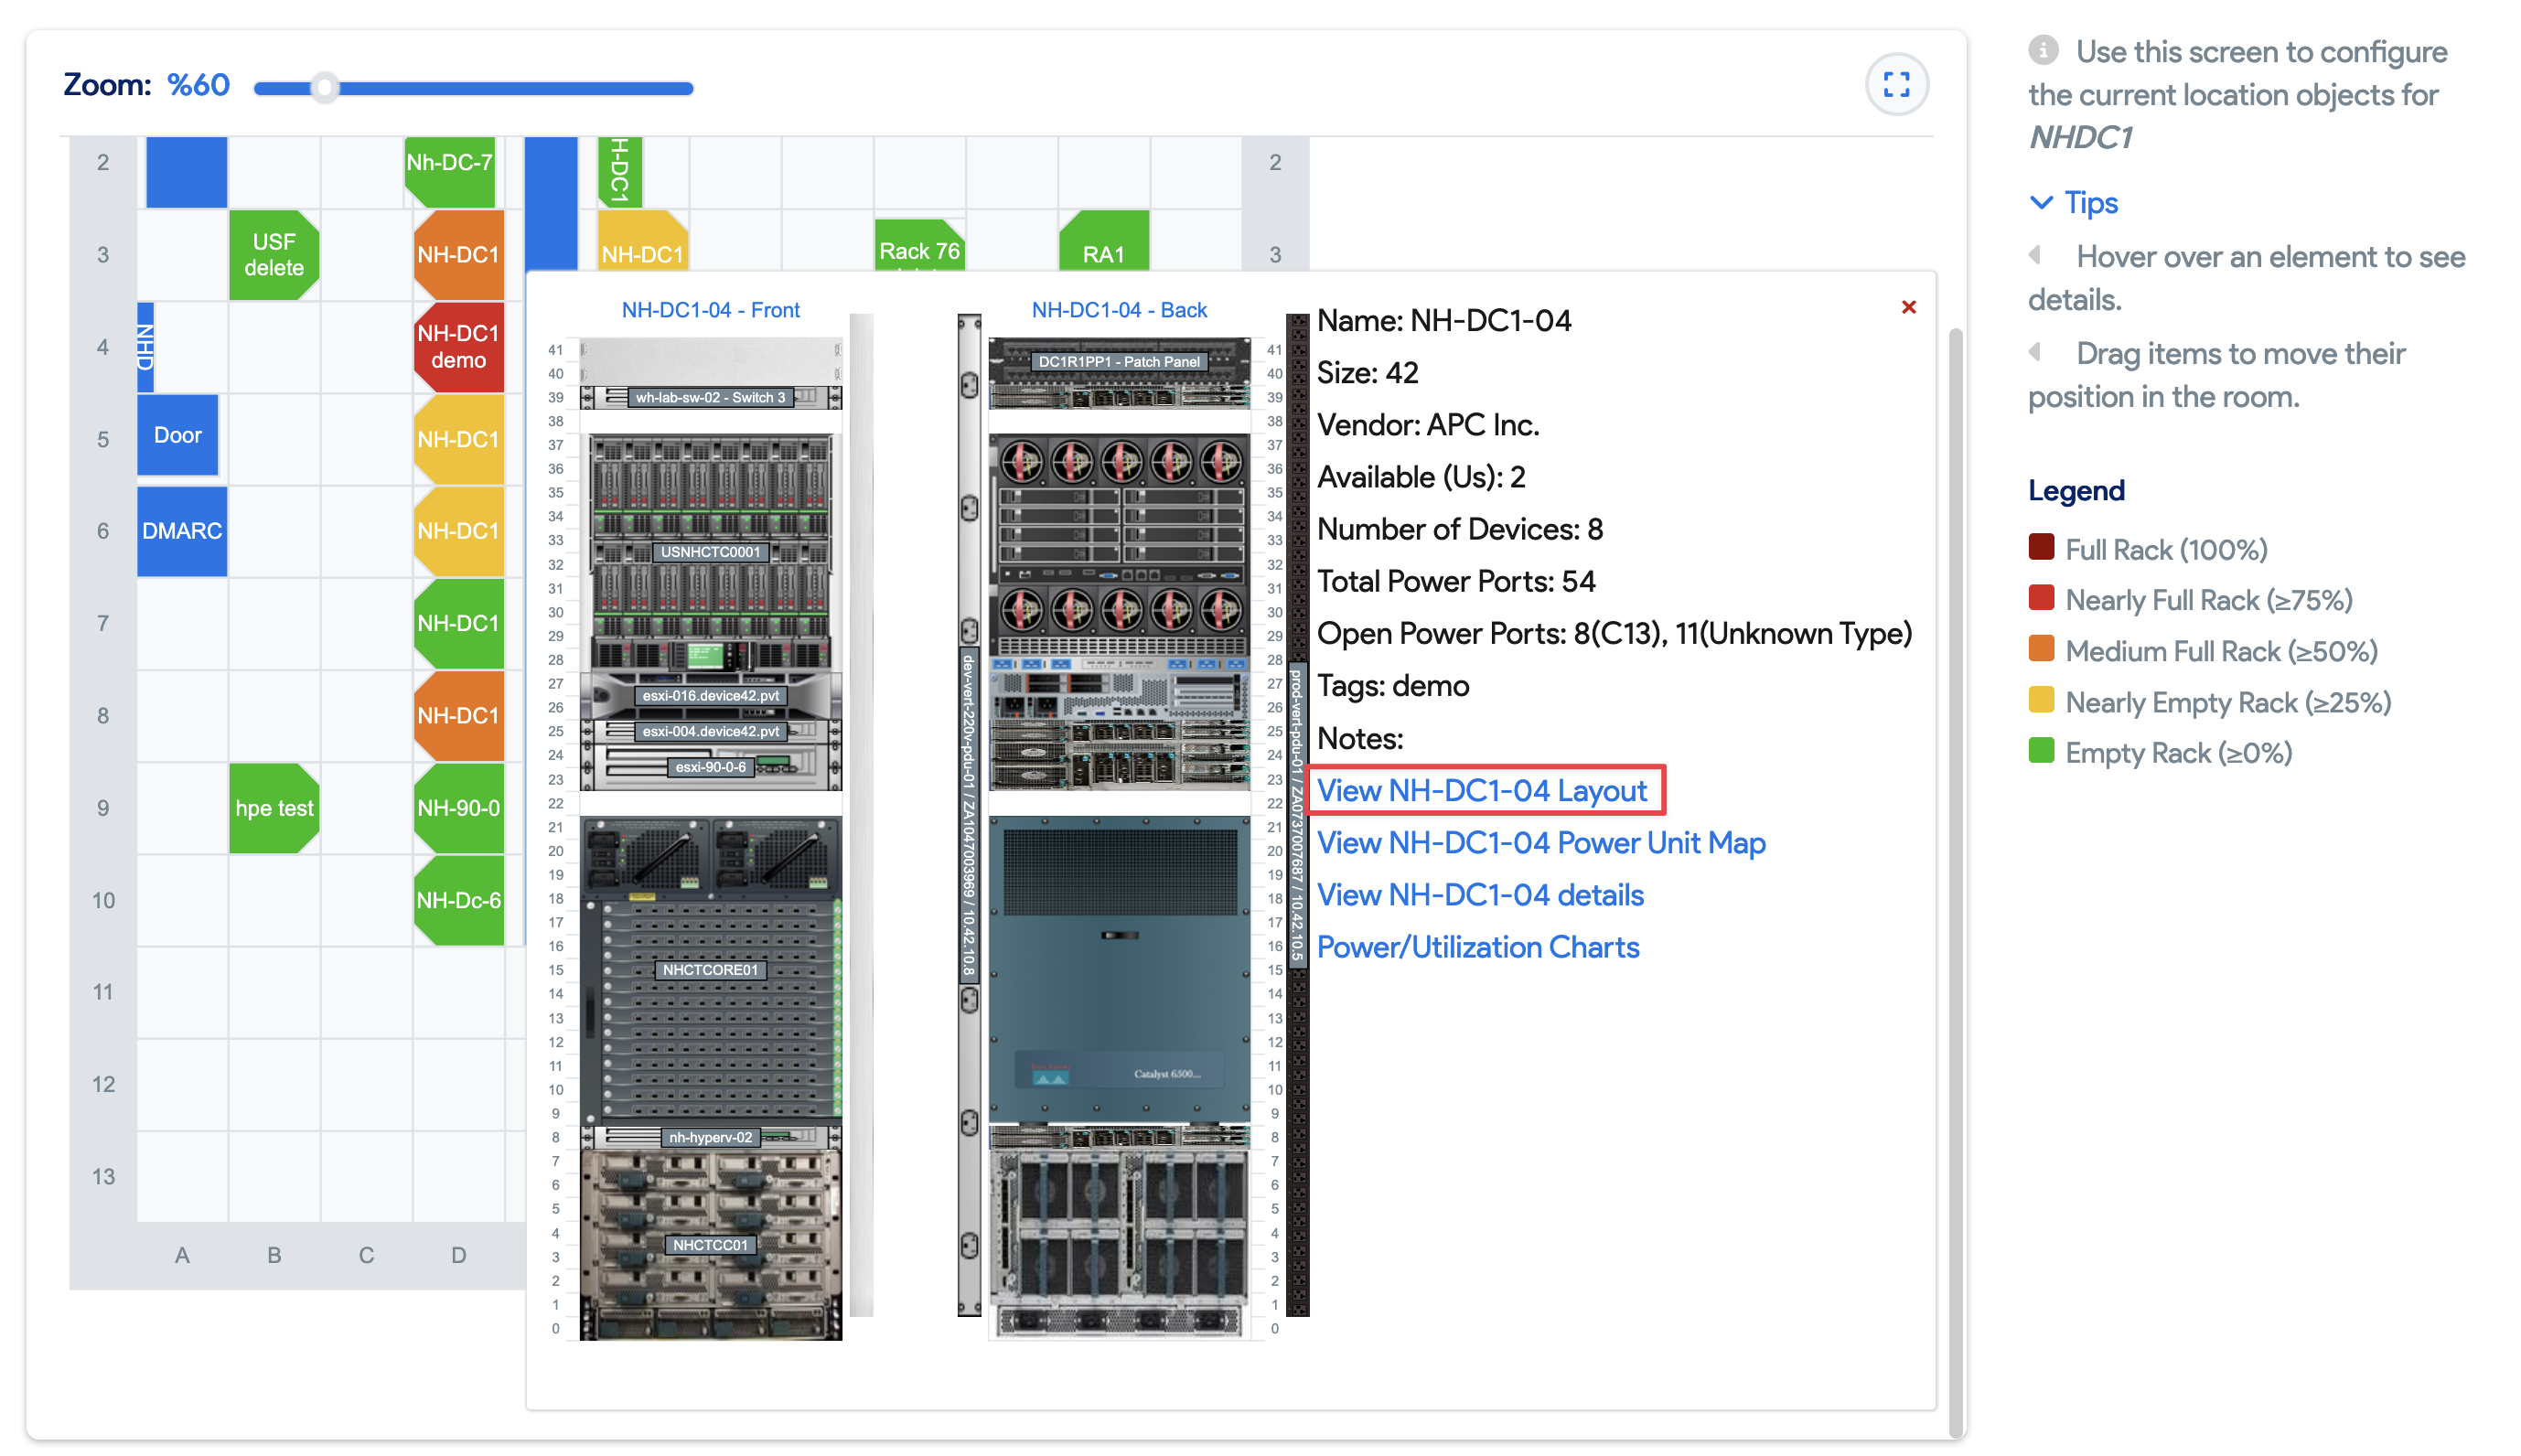 Zoom: %60
2
Nh-DC-7
H-DC1
2
3
USF
delete
NH-DC1
NH-DC1
Rack 76
RA1
3
4
NHD
NH-DC1
demo
5
Door
NH-DC1
6
DMARC
NH-DC1
7
NH-DC1
8
NH-DC1
9
hpe test
NH-90-0
10
NH-Dc-6
11
12
13
A B C D
NH-DC1-04 - Front
41
40
39
38
37
36
35
34
33
32
31
30
29
28
27
26
25
24
23
22
21
20
19
18
17
16
15
14
13
12
11
10
9
8
7
6
5
4
3
2
1
0
wh-lab-sw-02 - Switch 3
USNHCTC0001
esxi-016.device42.pvt
esxi-004.device42.pvt
esxi-90-0-6
NHCTCORE01
nh-hyperv-02
NHCTCC01
NH-DC1-04 - Back
dev-vert-220v-pdu-01 / ZA1047003969 / 10.42.10.8
DC1R1PP1 - Patch Panel
Catalyst 6500...
41
40
39
38
37
36
35
34
33
32
31
30
29
28
27
26
25
24
23
22
21
20
19
18
17
16
15
14
13
12
11
10
9
8
7
6
5
4
3
2
1
0
prod-vert-pdu-01 / ZA0737007687 / 10.42.10.5
Name: NH-DC1-04
Size: 42
Vendor: APC Inc.
Available (Us): 2
Number of Devices: 8
Total Power Ports: 54
Open Power Ports: 8(C13), 11(Unknown Type)
Tags: demo
Notes:
View NH-DC1-04 Layout
View NH-DC1-04 Power Unit Map
View NH-DC1-04 details
Power/Utilization Charts
Use this screen to configure
the current location objects for
NHDC1
Tips
Hover over an element to see
details.
Drag items to move their
position in the room.
Legend
Full Rack (100%)
Nearly Full Rack (≥75%)
Medium Full Rack (≥50%)
Nearly Empty Rack (≥25%)
Empty Rack (≥0%)